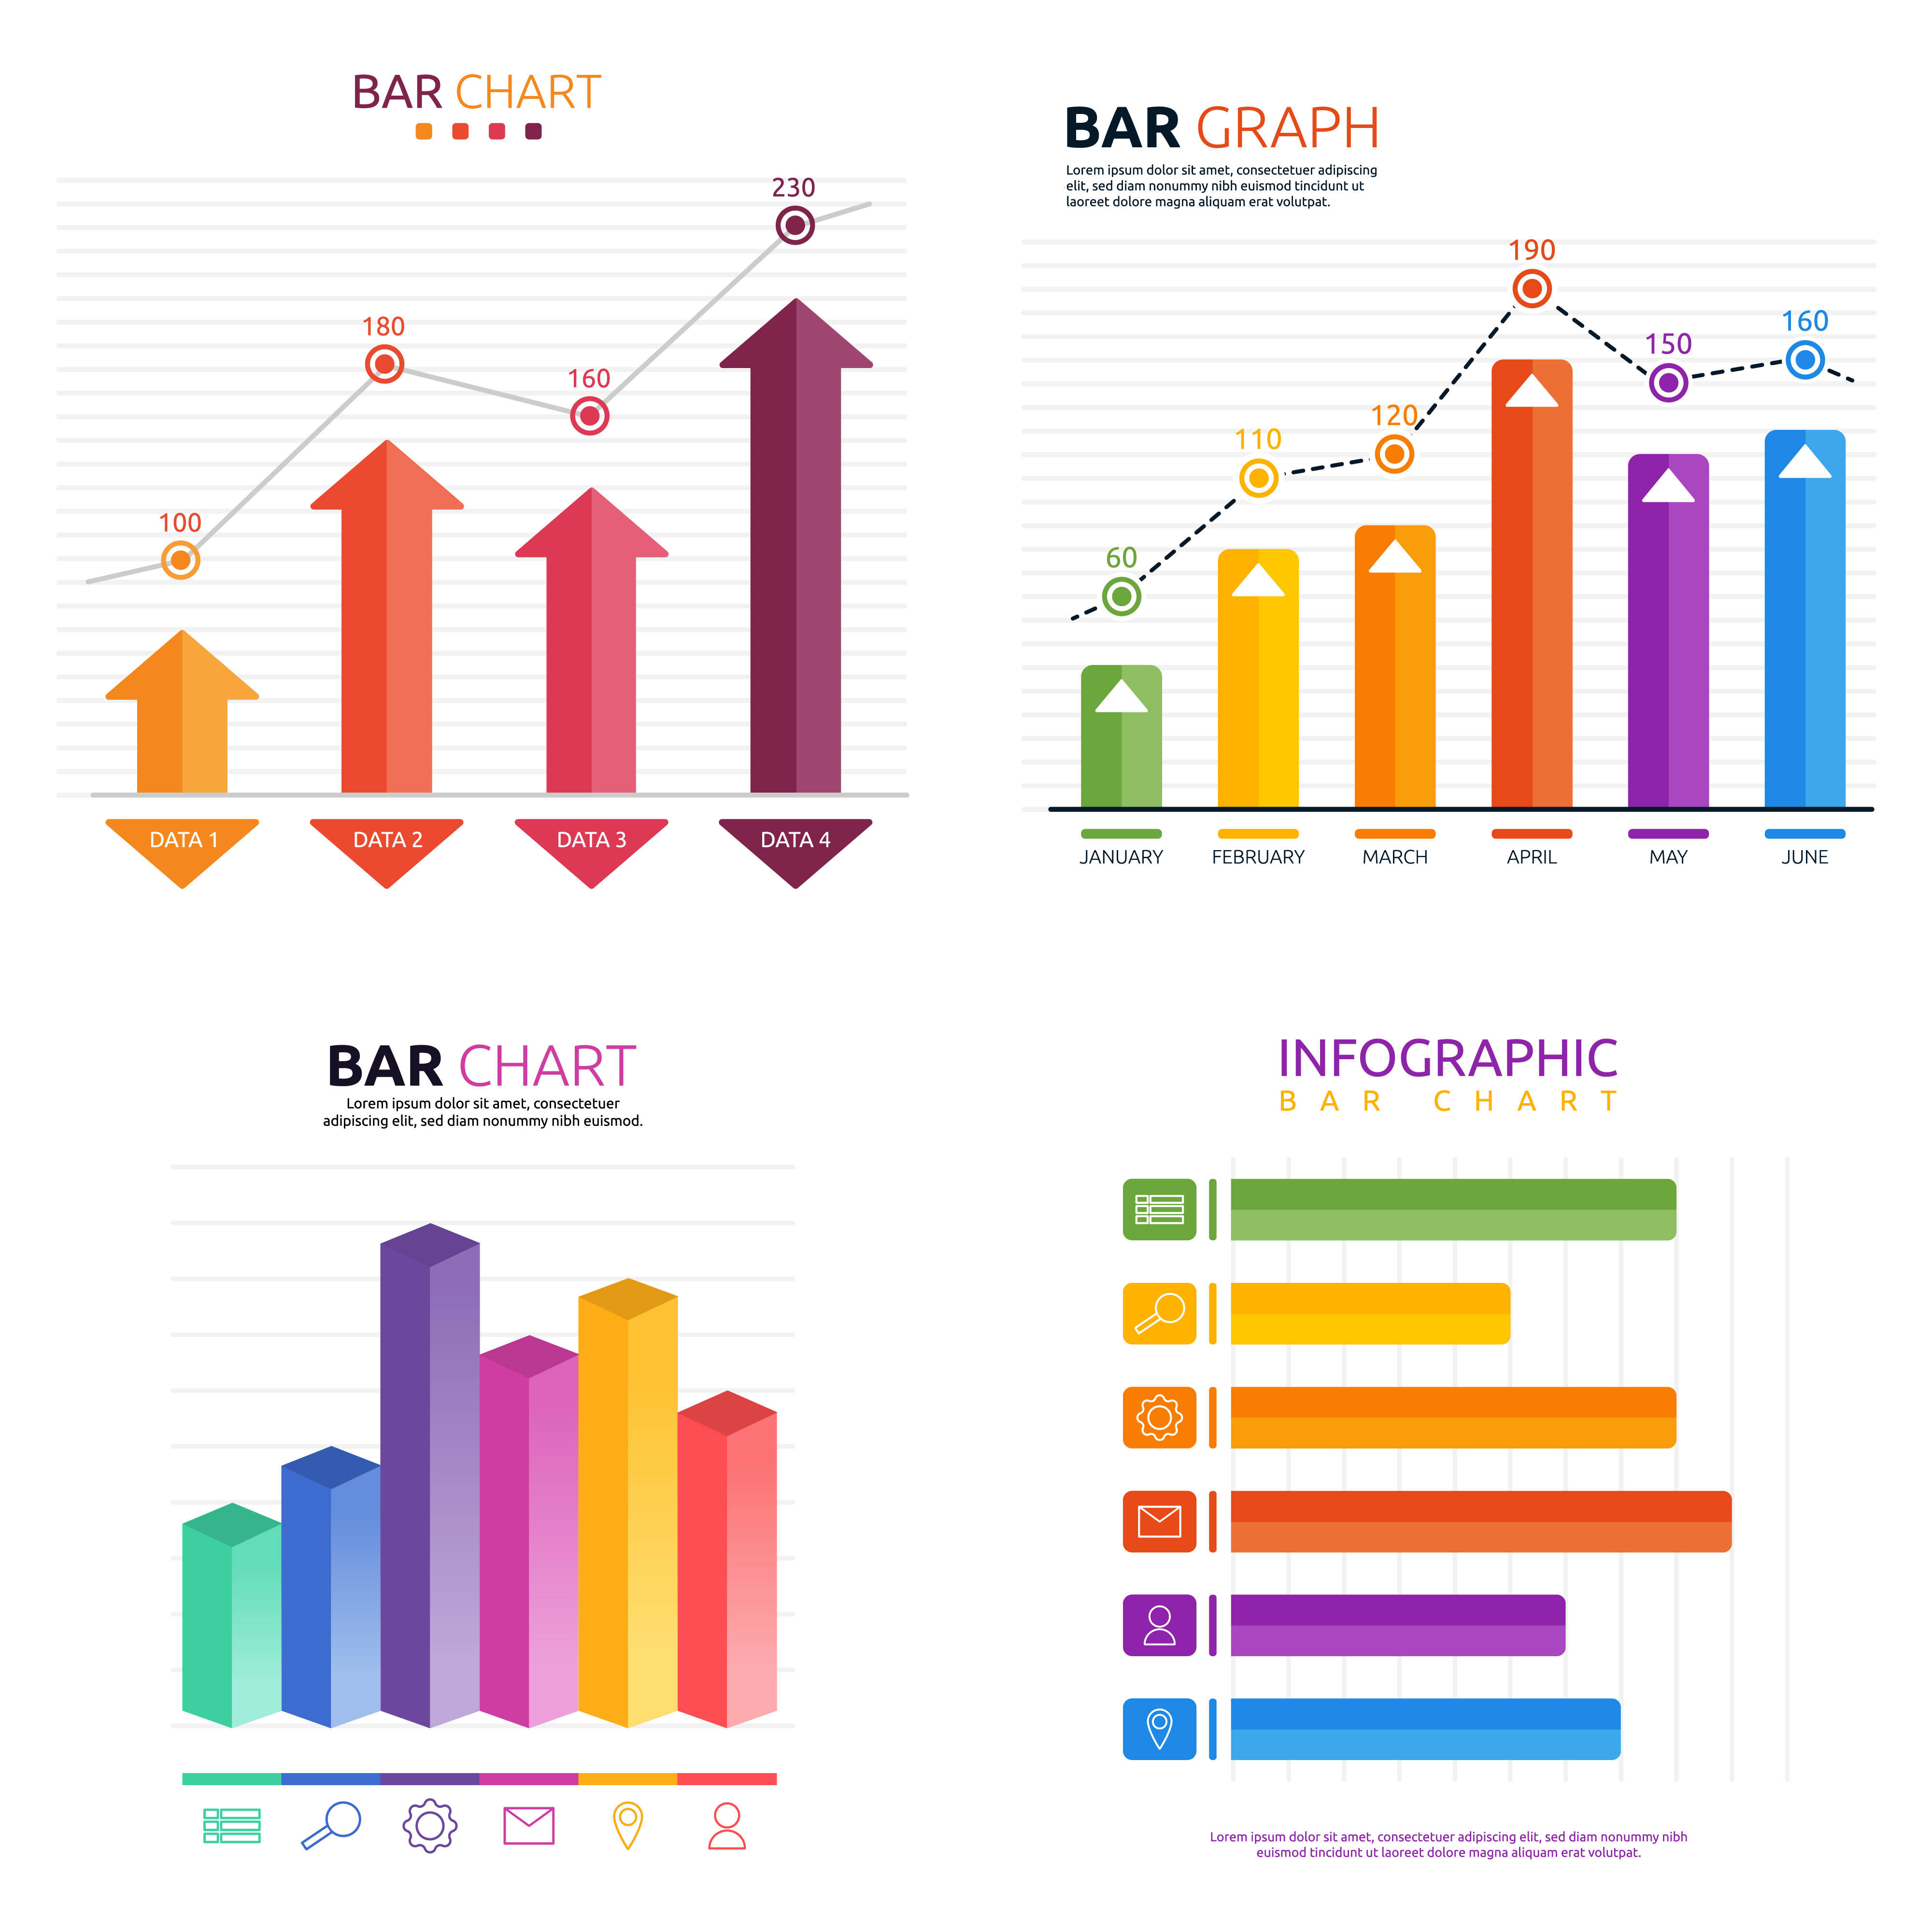 BAR CHART
230
180
160
100
DATA 1 DATA 2 DATA 3 DATA 4
BAR GRAPH
Lorem ipsum dolor sit amet, consectetuer adipiscing
elit, sed diam nonummy nibh euismod tincidunt ut
laoreet dolore magna aliquam erat volutpat.
190
160
150
120
110
60
JANUARY FEBRUARY MARCH APRIL MAY JUNE
BAR CHART
Lorem ipsum dolor sit amet, consectetuer
adipiscing elit, sed diam nonummy nibh euismod.
INFOGRAPHIC
BAR CHART
Lorem ipsum dolor sit amet, consectetuer adipiscing elit, sed diam nonummy nibh
euismod tincidunt ut laoreet dolore magna aliquam erat volutpat.